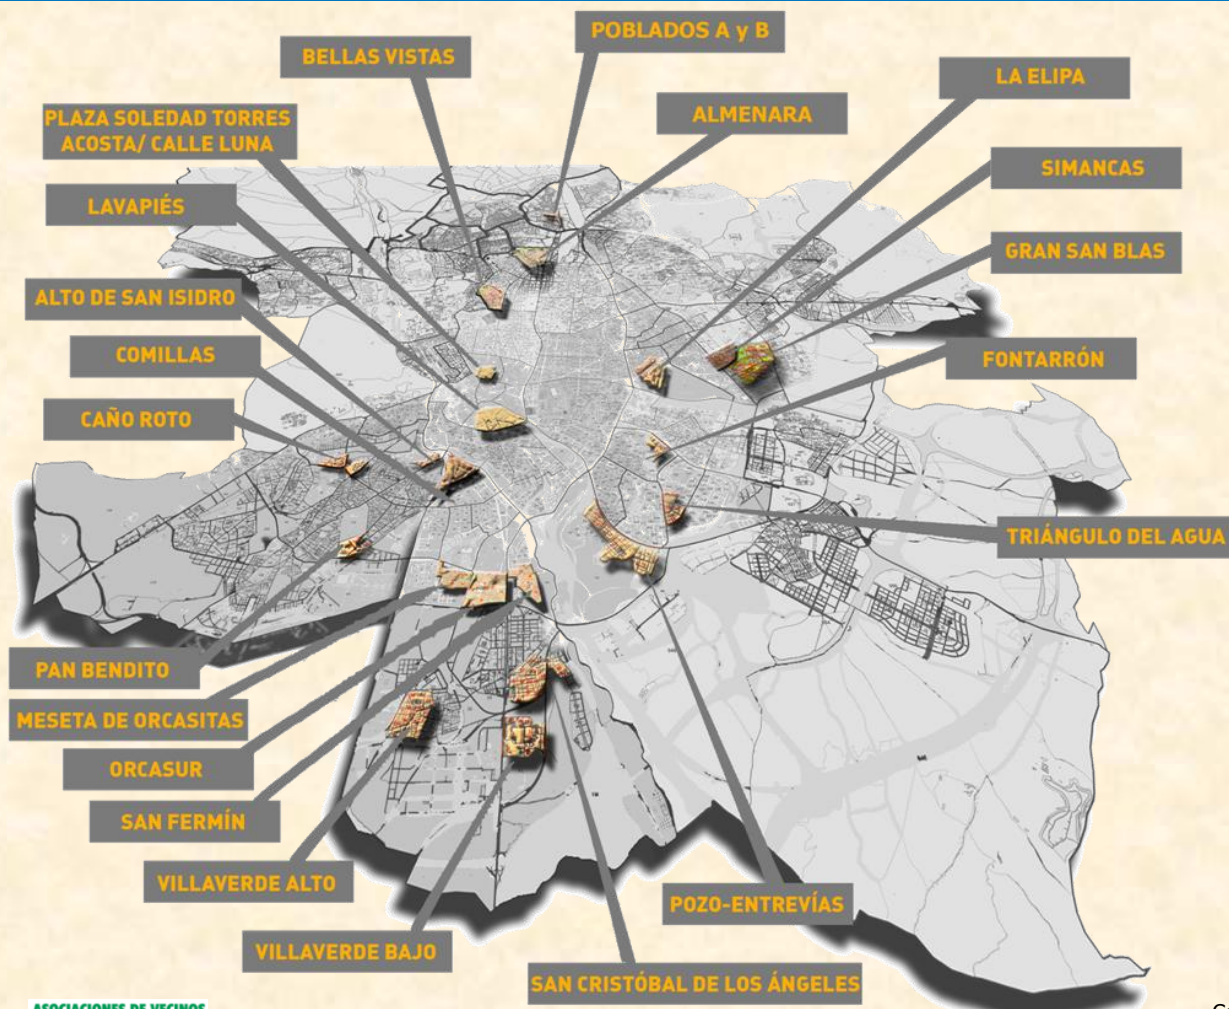 POBLADOS A y B
BELLAS VISTAS
LA ELIPA
PLAZA SOLEDAD TORRES
ACOSTA/ CALLE LUNA
ALMENARA
SIMANCAS
LAVAPIÉS
GRAN SAN BLAS
ALTO DE SAN ISIDRO
COMILLAS
FONTARRÓN
CAÑO ROTO
TRIÁNGULO DEL AGUA
PAN BENDITO
MESETA DE ORCASITAS
ORCASUR
SAN FERMÍN
VILLAVERDE ALTO
POZO-ENTREVÍAS
VILLAVERDE BAJO
SAN CRISTÓBAL DE LOS ÁNGELES
ASOCIACIONES DE VECINOS